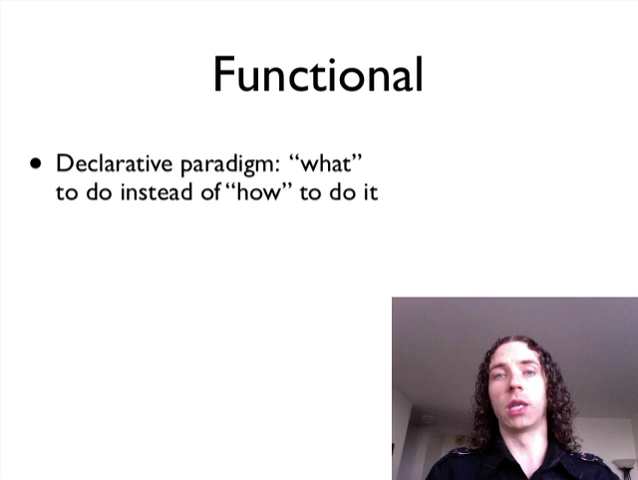 Functional
• Declarative paradigm: “what”
to do instead of “how” to do it